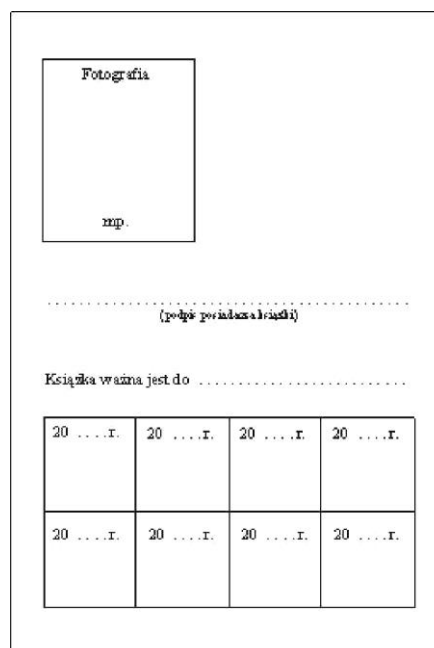 Fotografia
mp.
. . . . . . . . . . . . . . . . . . . . . . . . . . . . . . . . . . . . . . . . .
(podpis posiadacza książki)
Książka ważna jest do . . . . . . . . . . . . . . . . . . . . . . . . . . .
20 . . . .r. 20 . . . .r. 20 . . . .r. 20 . . . .r.
20 . . . .r. 20 . . . .r. 20 . . . .r. 20 . . . .r.